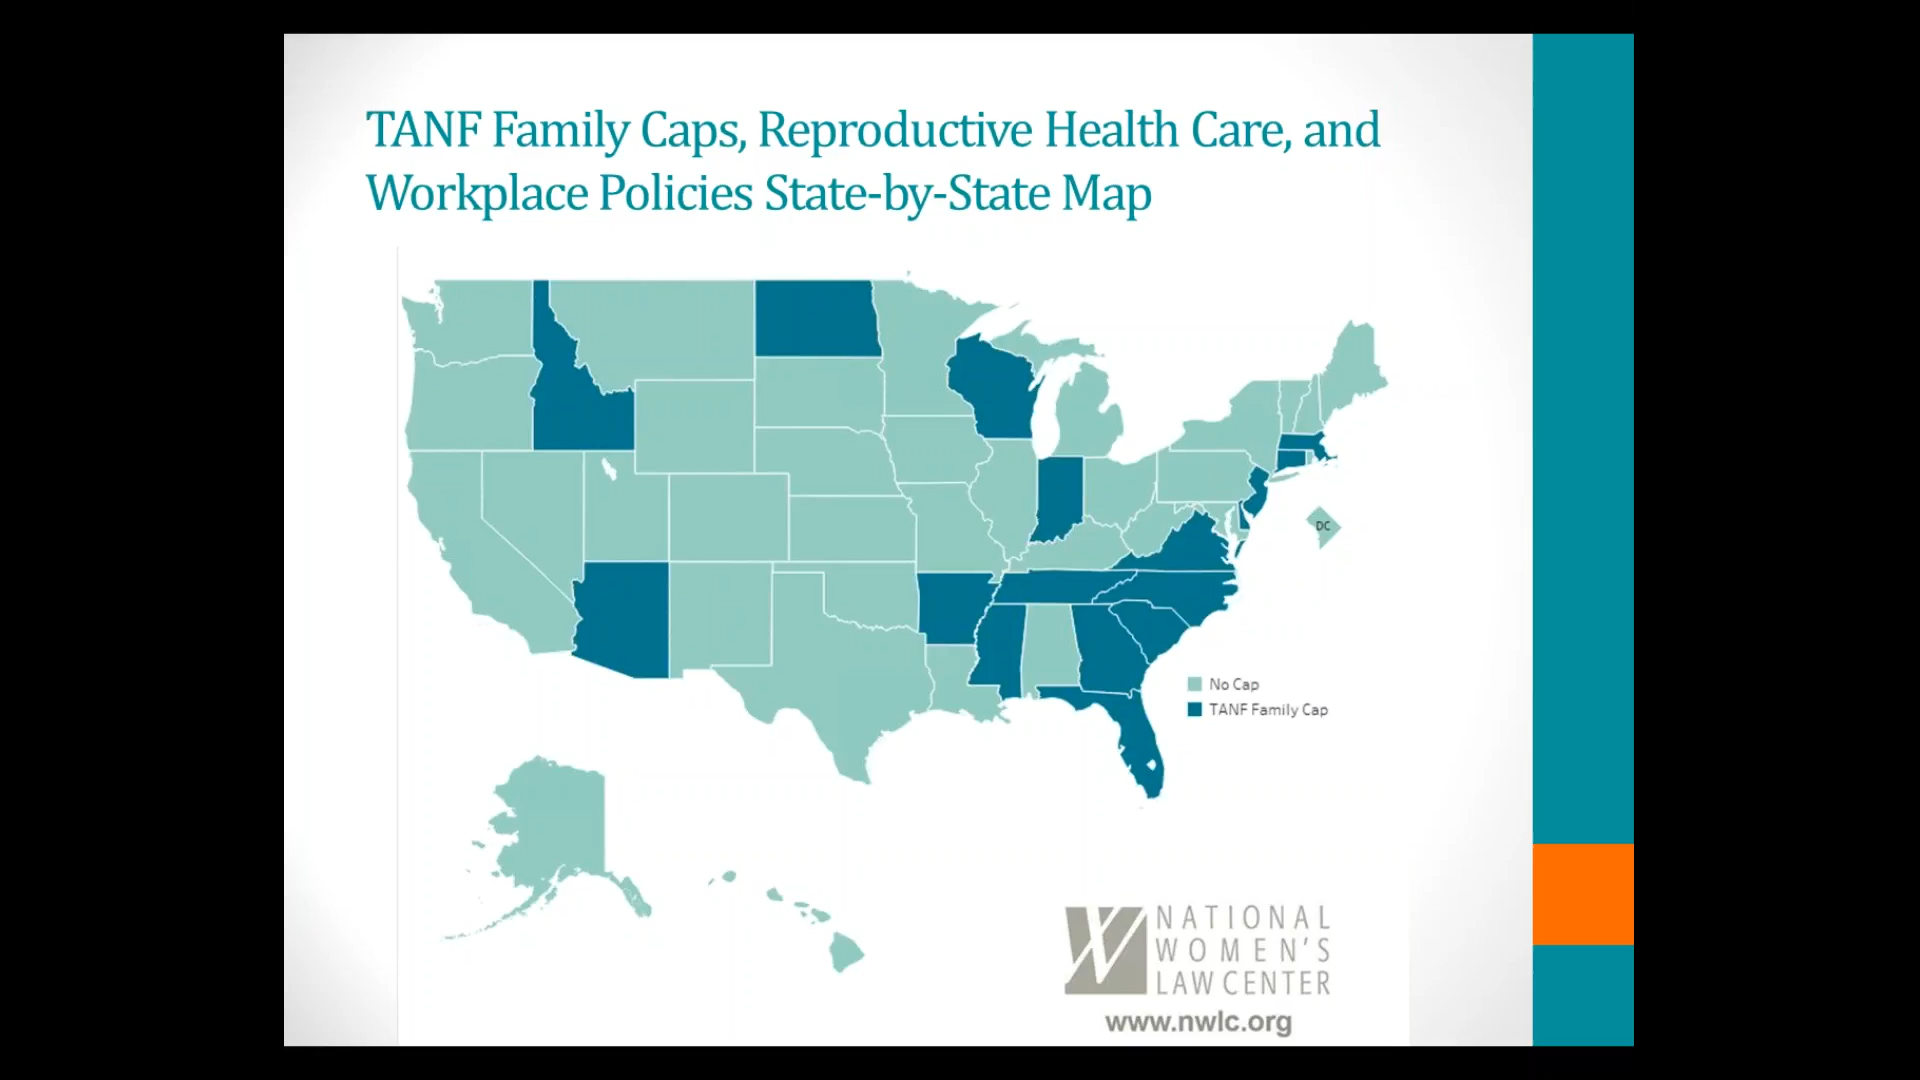 TANF Family Caps, Reproductive Health Care, and
Workplace Policies State-by-State Map
DC
No Cap
TANF Family Cap
NATIONAL
WOMEN'S
LAW CENTER
www.nwlc.org